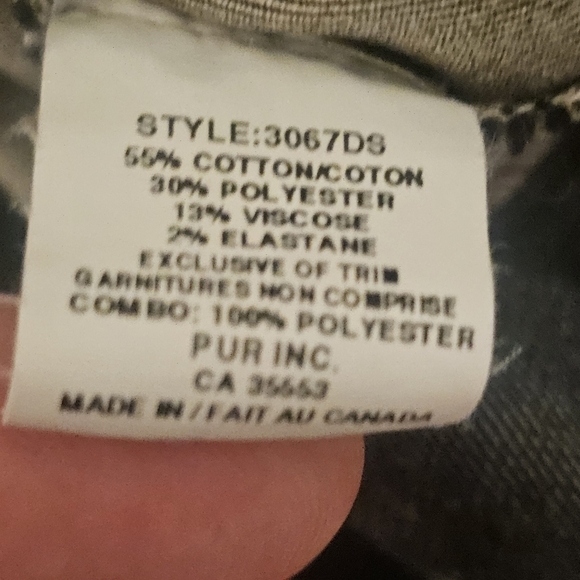 STYLE:3067DS
55% COTTON/COTON
30% POLYESTER
13% VISCOSE
2% ELASTANE
EXCLUSIVE OF TRIM
GARNITURES NON COMPRISE
COMBO: 100% POLYESTER
PUR INC.
CA 35553
MADE IN / FAIT AU CANADA